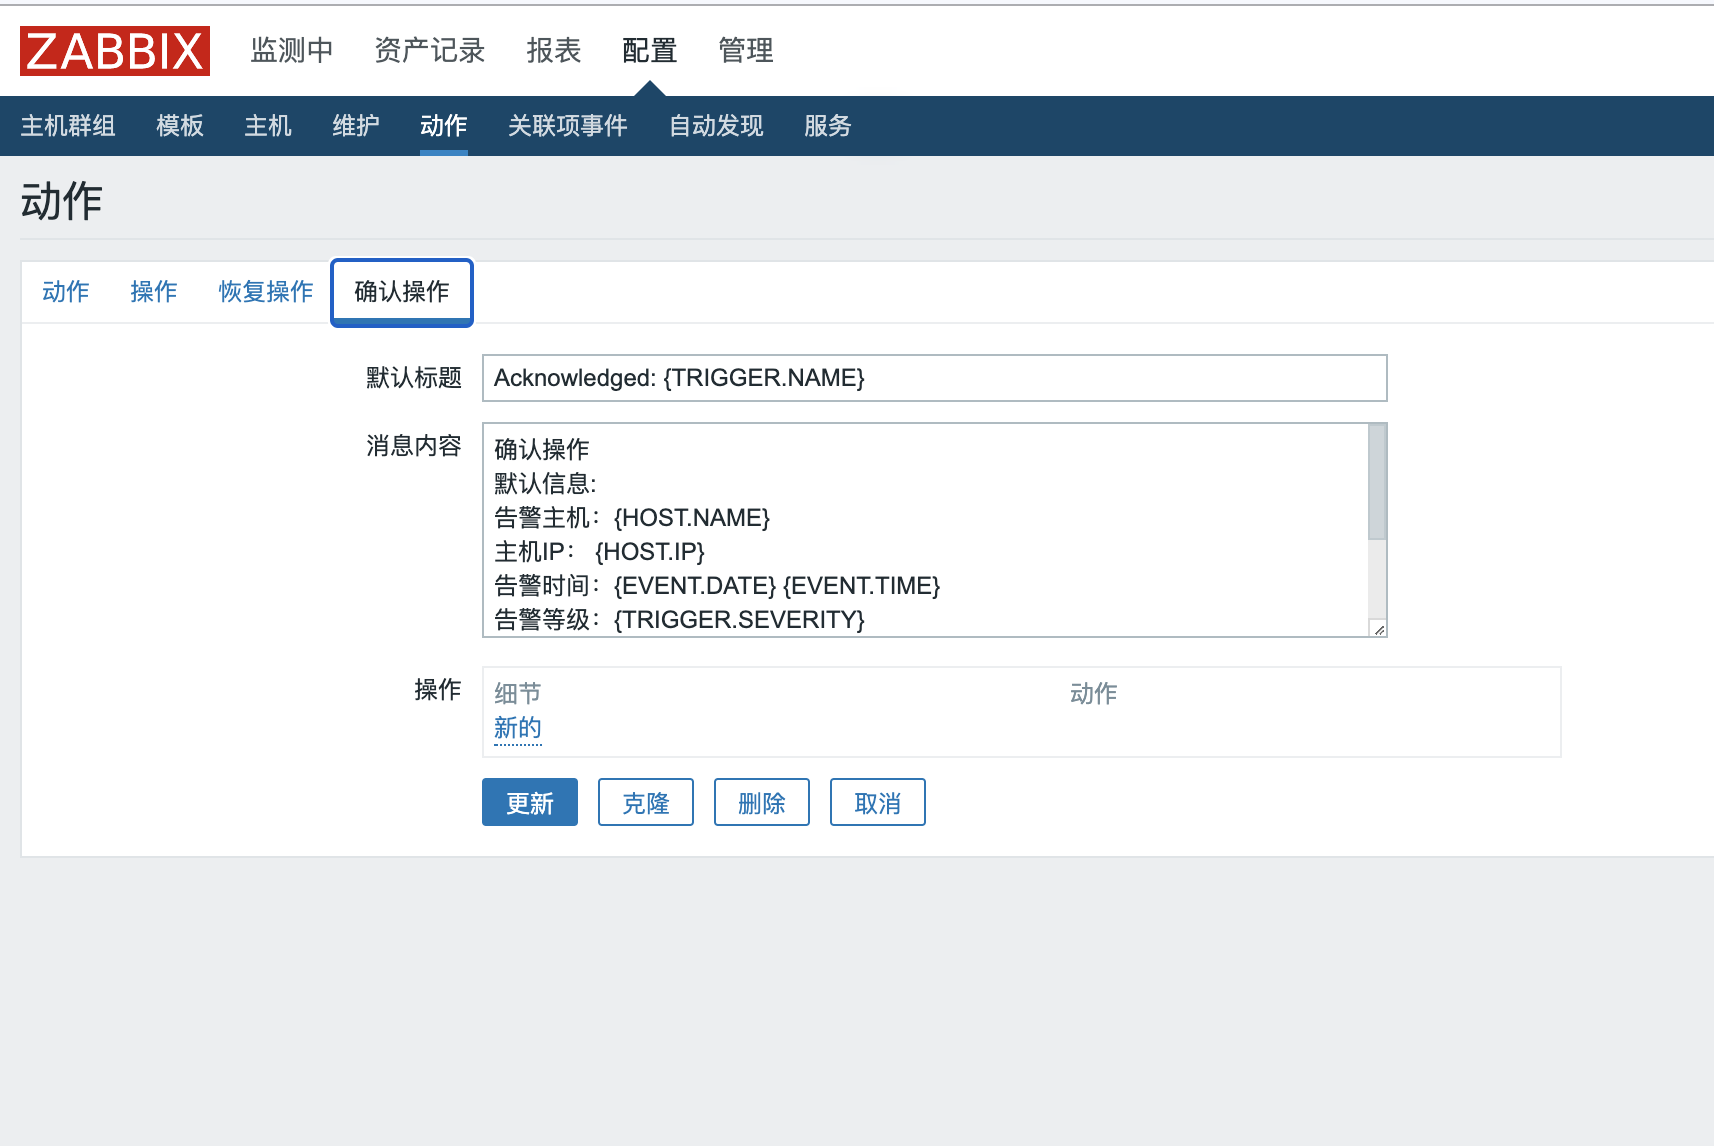 ZABBIX 监测中 资产记录 报表 配置 管理
主机群组 模板 主机 维护 动作 关联项事件 自动发现 服务
动作
动作 操作 恢复操作 确认操作
默认标题 Acknowledged: {TRIGGER.NAME}
消息内容 确认操作
默认信息:
告警主机：{HOST.NAME}
主机IP： {HOST.IP}
告警时间：{EVENT.DATE} {EVENT.TIME}
告警等级：{TRIGGER.SEVERITY}
操作 细节 动作
新的
更新 克隆 删除 取消